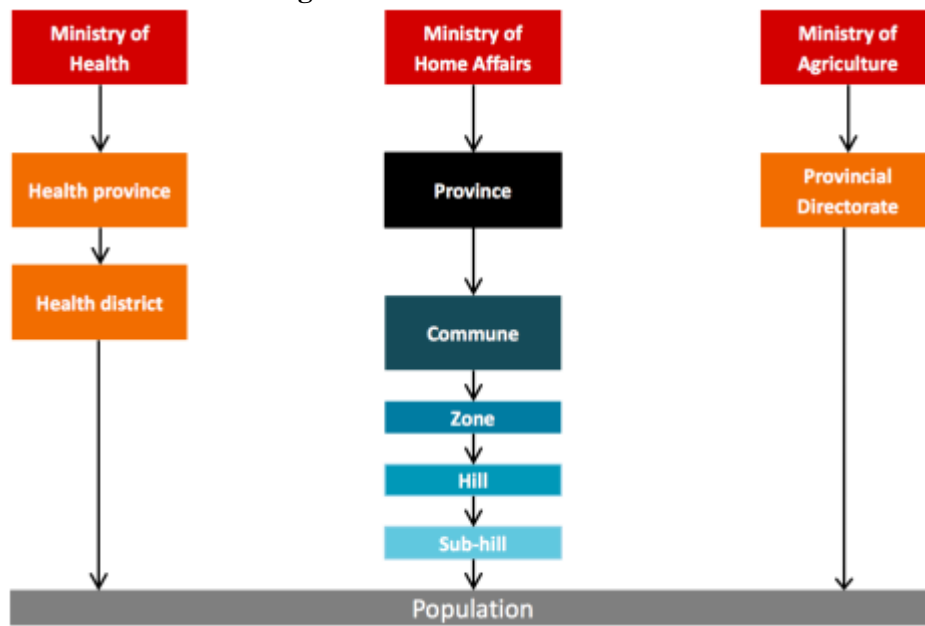 Ministry of
Health
Ministry of
Home Affairs
Ministry of
Agriculture
Health province
Province
Provincial
Directorate
Health district
Commune
Zone
Hill
Sub-hill
Population